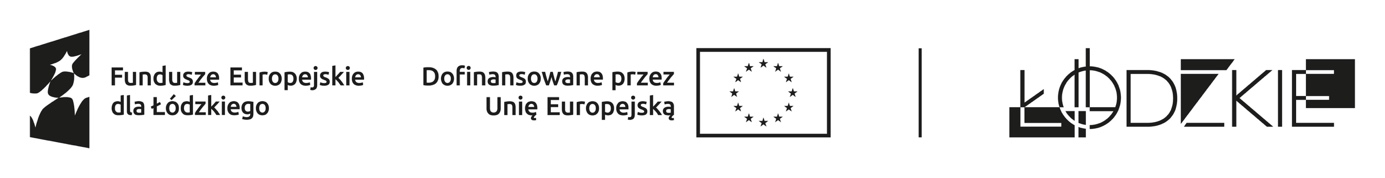 Fundusze Europejskie
dla Łódzkiego
Dofinansowane przez
Unię Europejską
ŁÓDZKIE